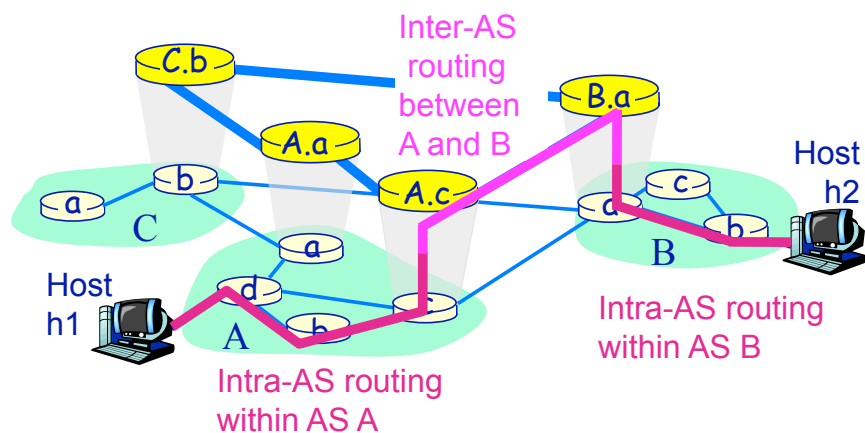 Inter-AS
routing
between
A and B
C.b
B.a
A.a
A.c
Host
h2
a
b
C
a
c
b
B
a
d
b
c
A
Host
h1
Intra-AS routing
within AS B
Intra-AS routing
within AS A